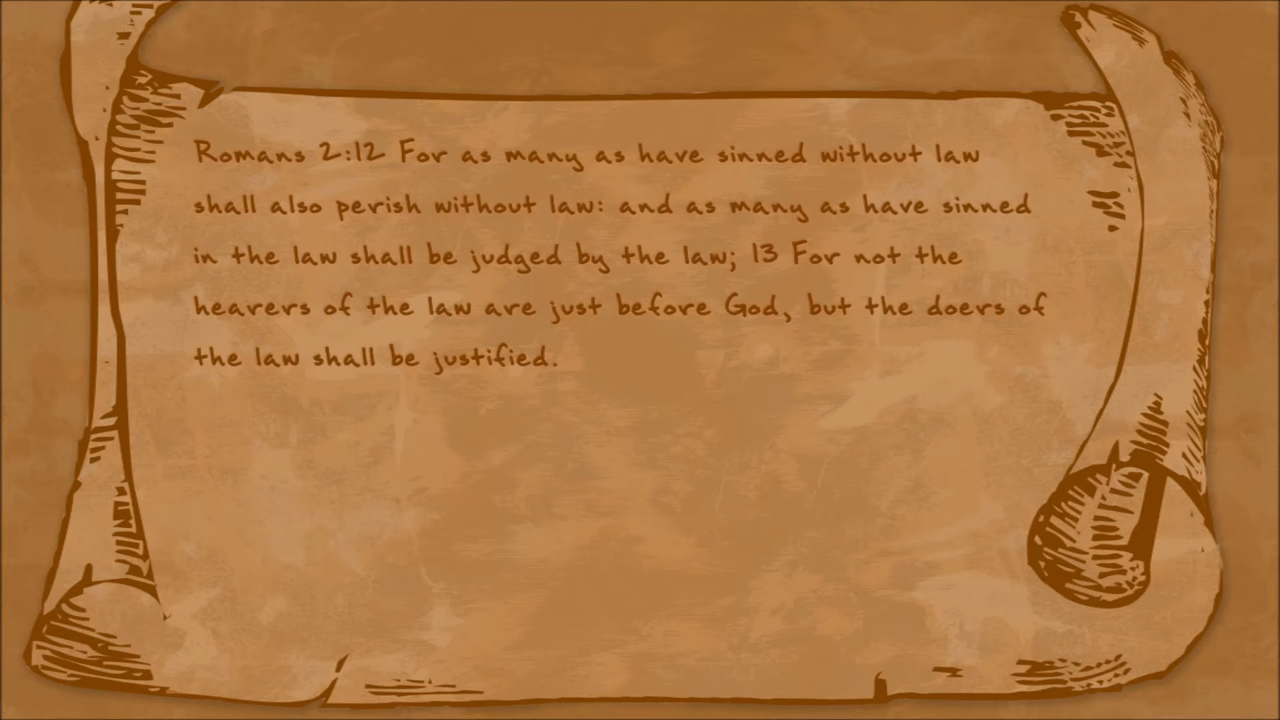 Romans 2:12 For as many as have sinned without law
shall also perish without law: and as many as have sinned
in the law shall be judged by the law; 13 For not the
hearers of the law are just before God, but the doers of
the law shall be justified.